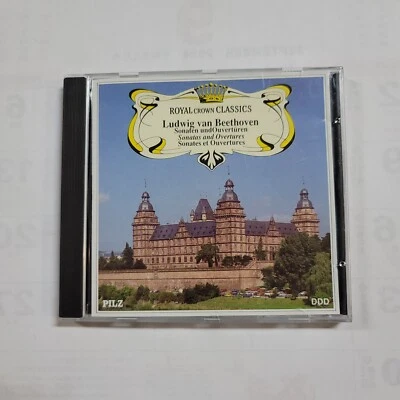 ROYAL CROWN CLASSICS
Ludwig van Beethoven
Sonaten und Ouvertüren
Sonatas and Overtures
Sonates et Ouvertures
PILZ DDD